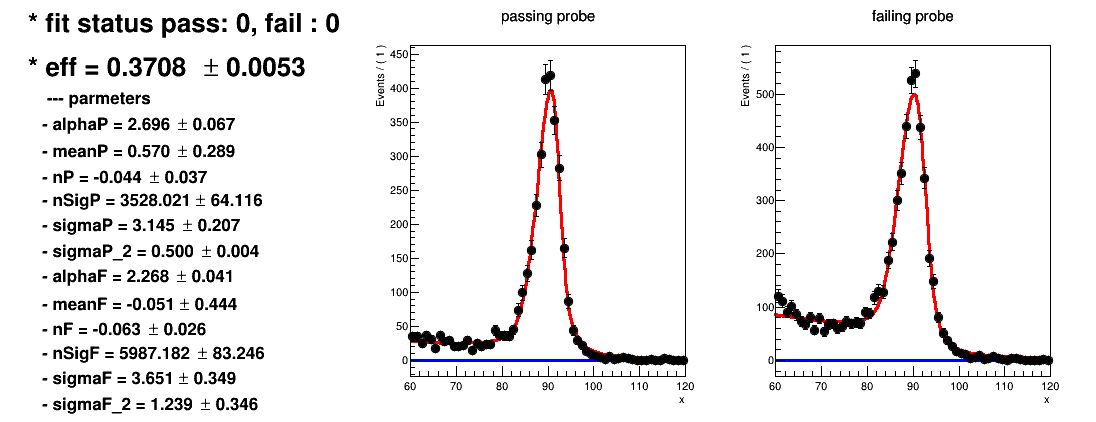 * fit status pass: 0, fail : 0
* eff = 0.3708 ± 0.0053
--- parmeters
- alphaP = 2.696 ± 0.067
- meanP = 0.570 ± 0.289
- nP = -0.044 ± 0.037
- nSigP = 3528.021 ± 64.116
- sigmaP = 3.145 ± 0.207
- sigmaP_2 = 0.500 ± 0.004
- alphaF = 2.268 ± 0.041
- meanF = -0.051 ± 0.444
- nF = -0.063 ± 0.026
- nSigF = 5987.182 ± 83.246
- sigmaF = 3.651 ± 0.349
- sigmaF_2 = 1.239 ± 0.346
passing probe
Events / ( 1 )
450
400
350
300
250
200
150
100
50
0
60 70 80 90 100 110 120
x
failing probe
Events / ( 1 )
500
400
300
200
100
0
60 70 80 90 100 110 120
x